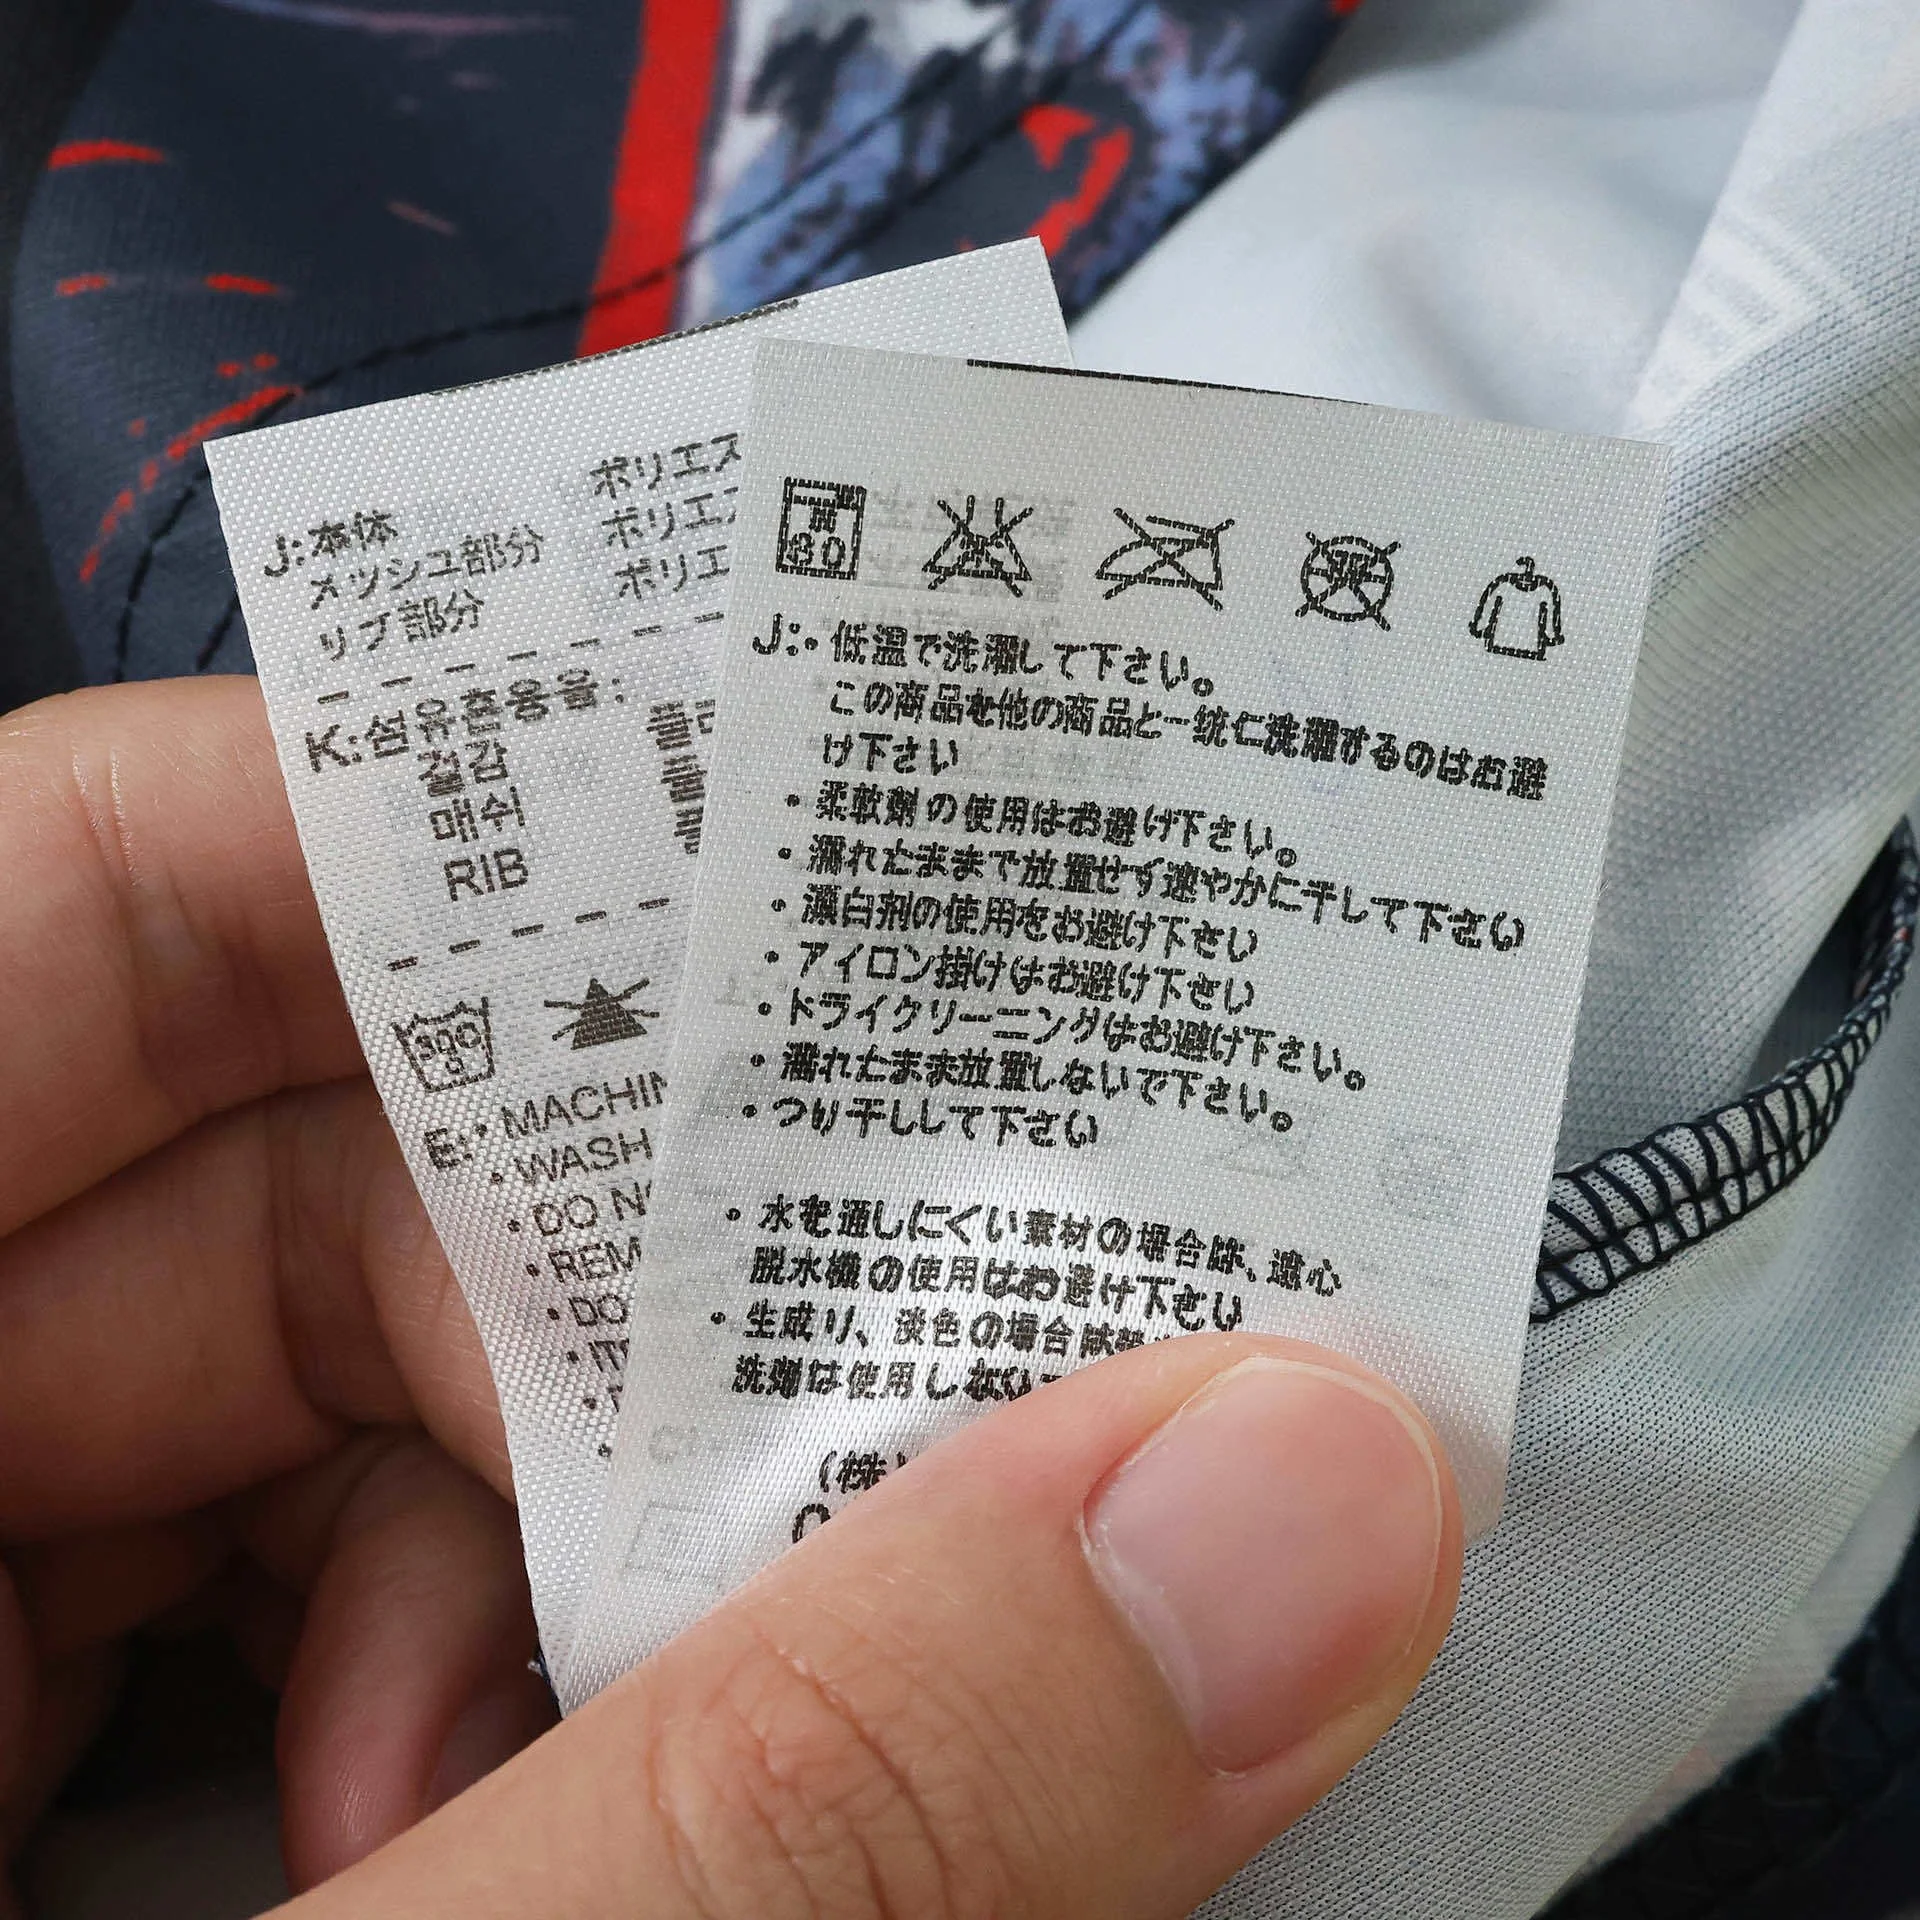 J:本体
メッシュ部分
リブ部分
ポリエス
ポリエス
ポリエ
K:섬유혼용율:
겉감
매쉬
RIB
폴리
30°C
E:・MACHIN
・WASH
・DO NO
・REM
・DO
30
J:・低温で洗濯して下さい。
この商品を他の商品と一緒に洗濯するのはお避
け下さい
・柔軟剤の使用はお避け下さい。
・濡れたままで放置せず速やかに干して下さい
・漂白剤の使用をお避け下さい
・アイロン掛けはお避け下さい
・ドライクリーニングはお避け下さい。
・濡れたまま放置しないで下さい。
・つり干しして下さい
・水を通しにくい素材の場合は、遠心
脱水機の使用はお避け下さい
・生成り、淡色の場合は
洗剤は使用しない
(株)